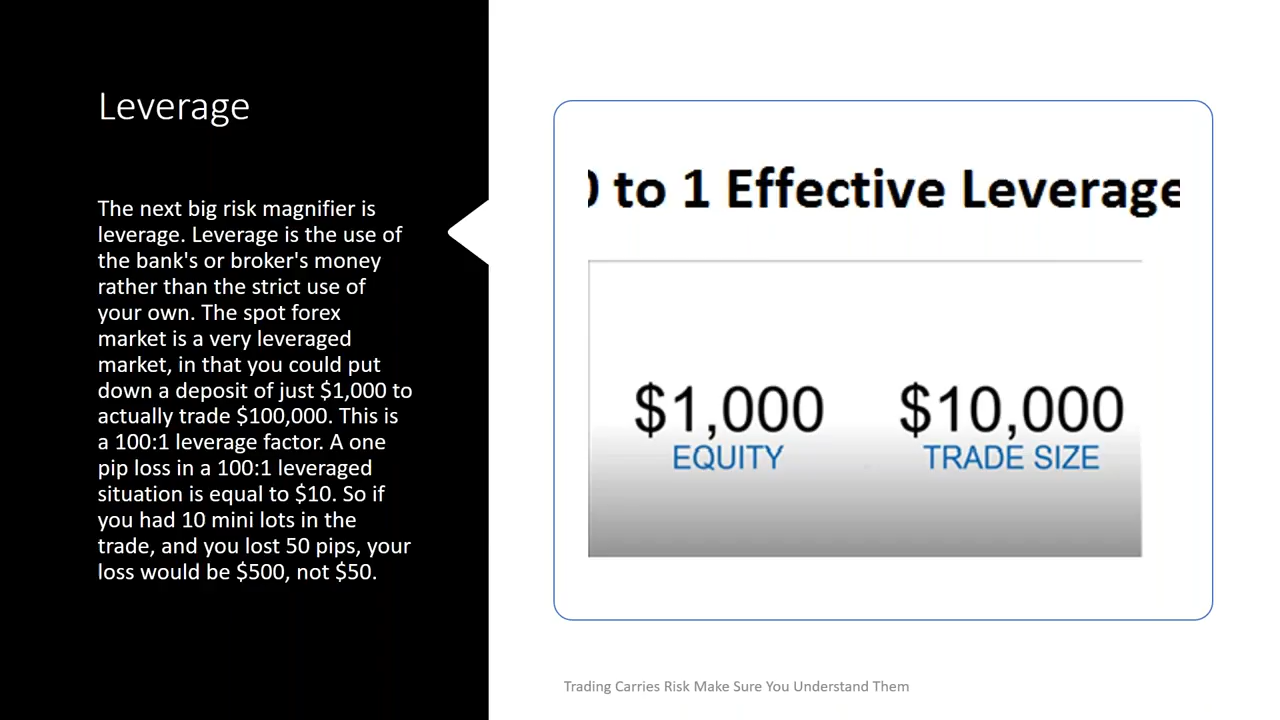 Leverage
The next big risk magnifier is
leverage. Leverage is the use of
the bank's or broker's money
rather than the strict use of
your own. The spot forex
market is a very leveraged
market, in that you could put
down a deposit of just $1,000 to
actually trade $100,000. This is
a 100:1 leverage factor. A one
pip loss in a 100:1 leveraged
situation is equal to $10. So if
you had 10 mini lots in the
trade, and you lost 50 pips, your
loss would be $500, not $50.
to 1 Effective Leverage
$1,000 $10,000
EQUITY TRADE SIZE
Trading Carries Risk Make Sure You Understand Them